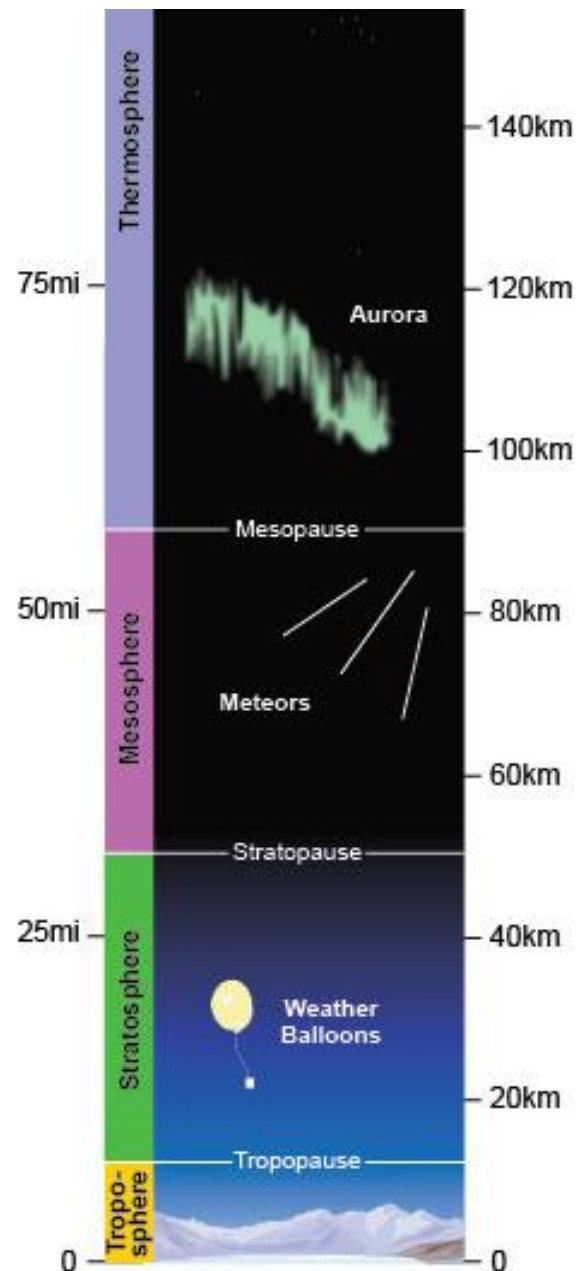 Thermosphere
140km
75mi
120km
Aurora
100km
Mesopause
Mesosphere
50mi
80km
Meteors
60km
Stratopause
Stratosphere
25mi
40km
Weather
Balloons
20km
Tropopause
Tropo-
sphere
0
0